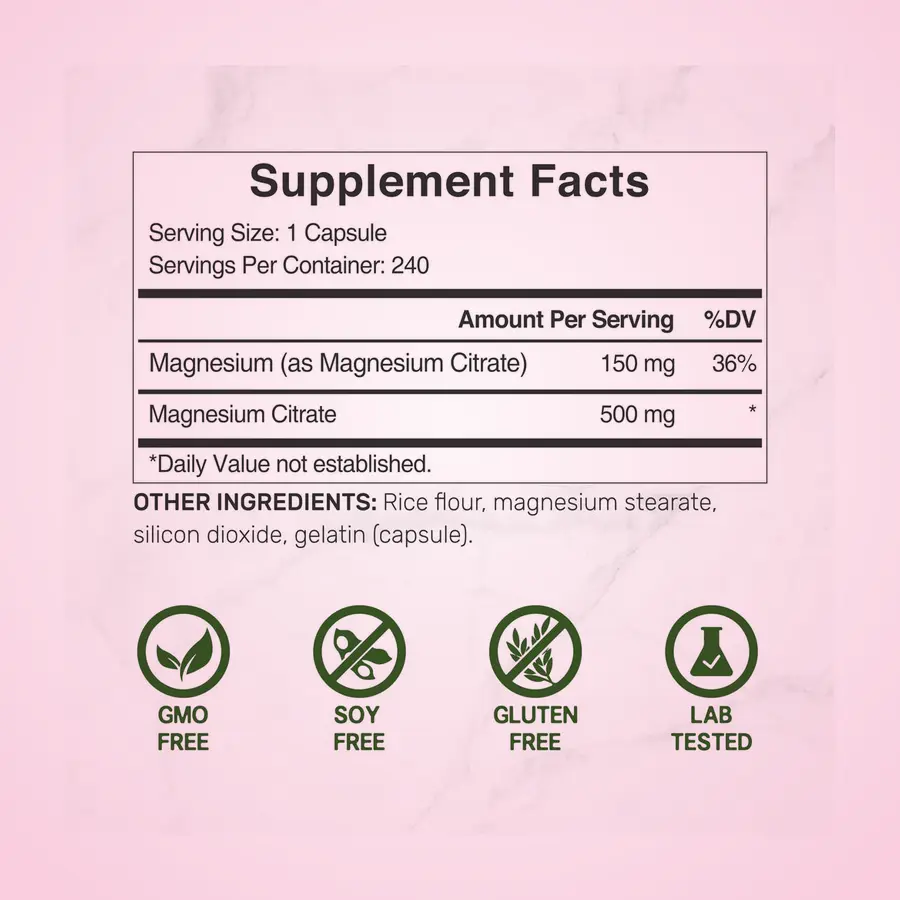 Supplement Facts
Serving Size: 1 Capsule
Servings Per Container: 240
Amount Per Serving %DV
Magnesium (as Magnesium Citrate) 150 mg 36%
Magnesium Citrate 500 mg *
*Daily Value not established.
OTHER INGREDIENTS: Rice flour, magnesium stearate,
silicon dioxide, gelatin (capsule).
GMO
FREE
SOY
FREE
GLUTEN
FREE
LAB
TESTED